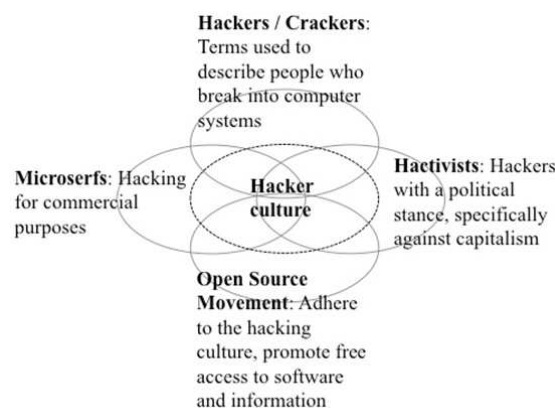 Hackers / Crackers:
Terms used to
describe people who
break into computer
systems
Microserfs: Hacking
for commercial
purposes
Hacker
culture
Hactivists: Hackers
with a political
stance, specifically
against capitalism
Open Source
Movement: Adhere
to the hacking
culture, promote free
access to software
and information